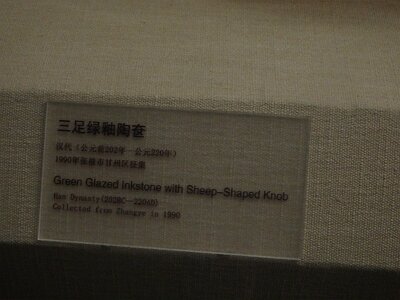 三足绿釉陶奁
汉代（公元前202年—公元220年）
1990年张掖市甘州区征集
Green Glazed Inkstone with Sheep-Shaped Knob
Han Dynasty(202BC-220AD)
Collected from Zhangye in 1990